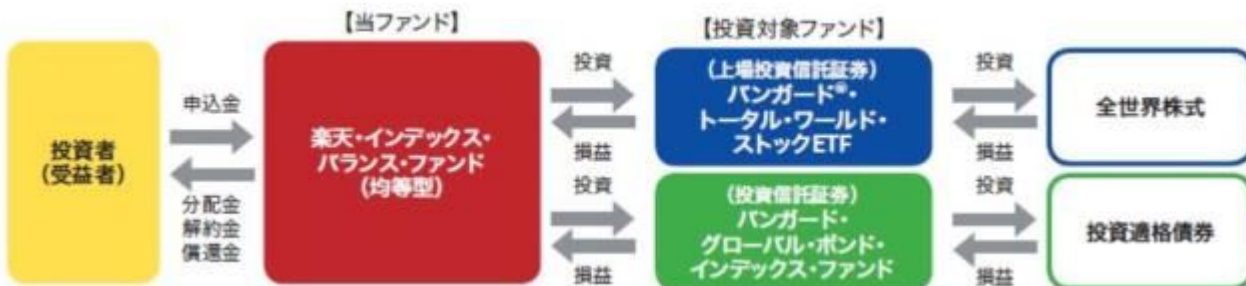 【当ファンド】
【投資対象ファンド】
投資者
(受益者)
申込金
分配金
解約金
償還金
楽天・インデックス・
バランス・ファンド
(均等型)
投資
損益
投資
損益
(上場投資信託証券)
バンガード®・
トータル・ワールド・
ストックETF
(投資信託証券)
バンガード・
グローバル・ボンド・
インデックス・ファンド
投資
損益
投資
損益
全世界株式
投資適格債券